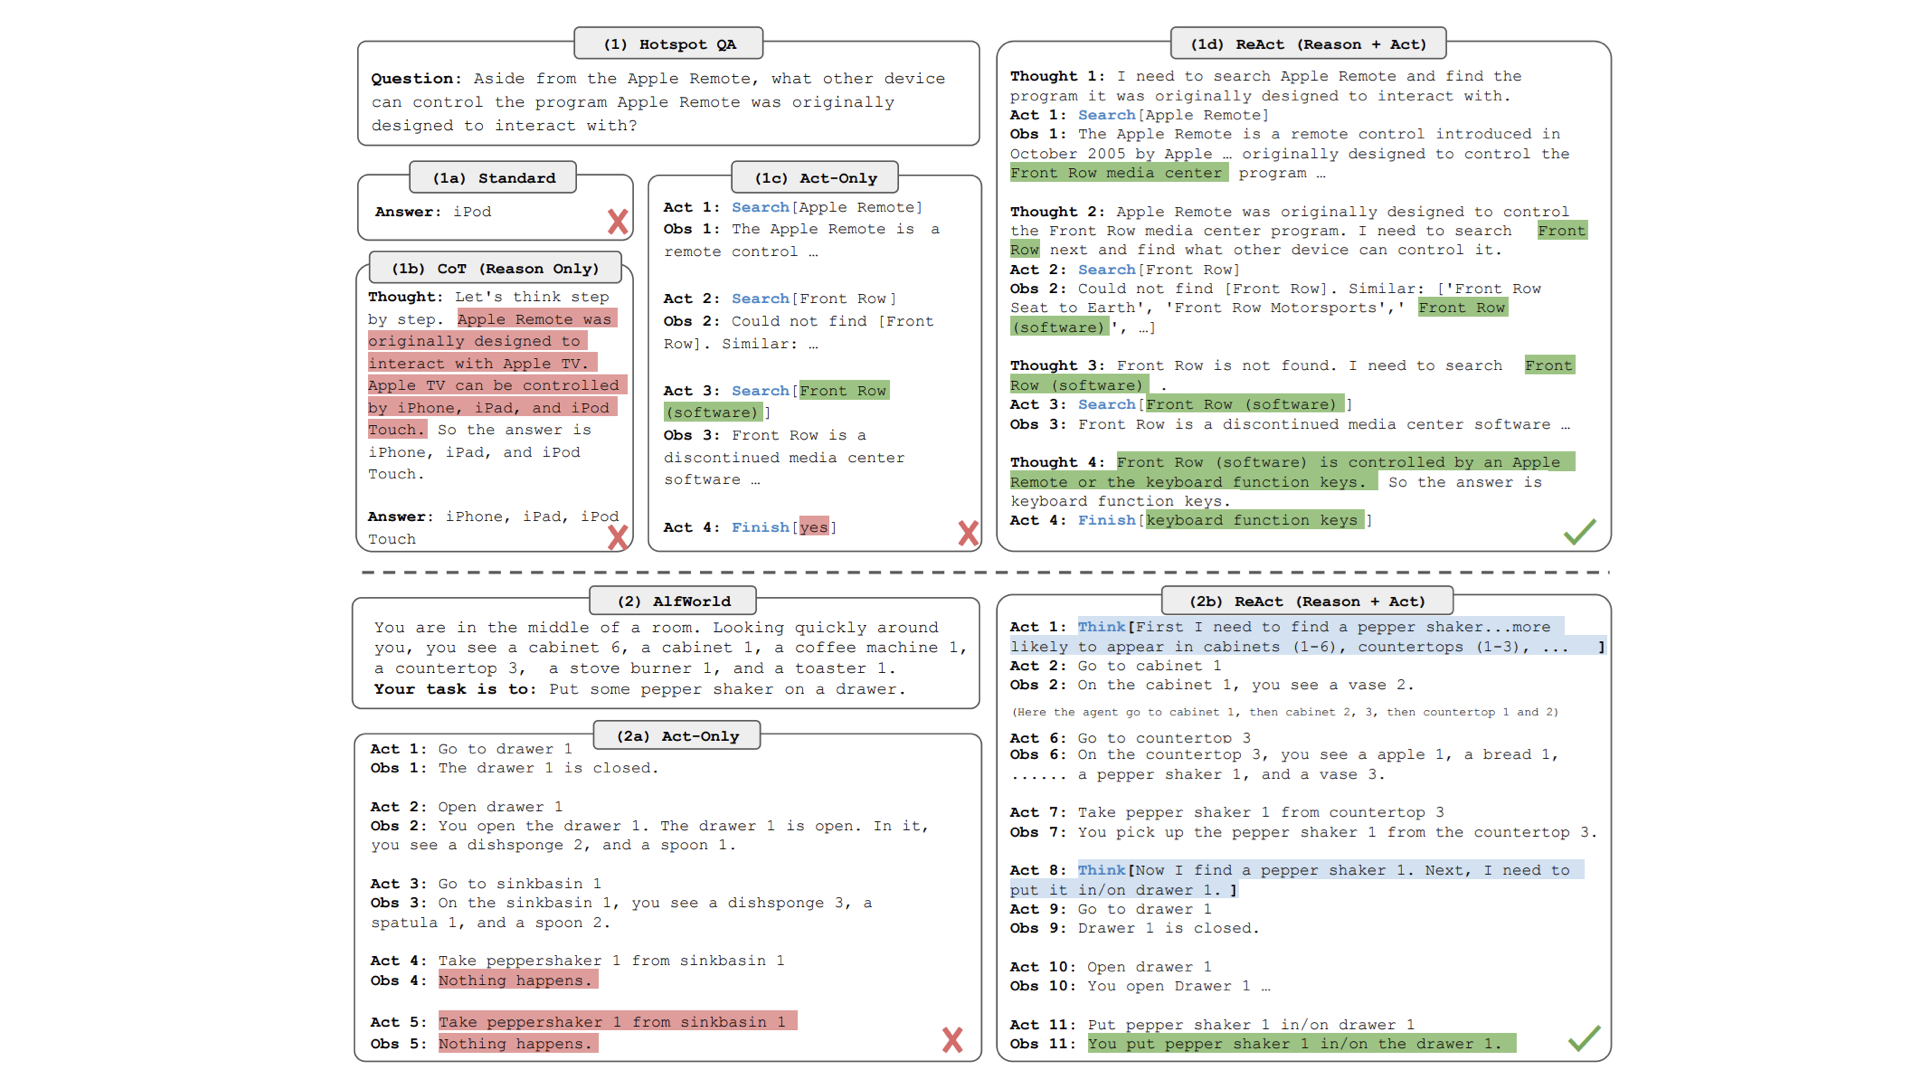 (1) Hotspot QA
Question: Aside from the Apple Remote, what other device
can control the program Apple Remote was originally
designed to interact with?
(1a) Standard
Answer: iPod
(1b) CoT (Reason Only)
Thought: Let's think step
by step. Apple Remote was
originally designed to
interact with Apple TV.
Apple TV can be controlled
by iPhone, iPad, and iPod
Touch. So the answer is
iPhone, iPad, and iPod
Touch.
Answer: iPhone, iPad, iPod
Touch
(1c) Act-Only
Act 1: Search[Apple Remote]
Obs 1: The Apple Remote is a
remote control …
Act 2: Search[Front Row]
Obs 2: Could not find [Front
Row]. Similar: …
Act 3: Search[Front Row
(software)]
Obs 3: Front Row is a
discontinued media center
software …
Act 4: Finish[yes]
(1d) ReAct (Reason + Act)
Thought 1: I need to search Apple Remote and find the
program it was originally designed to interact with.
Act 1: Search[Apple Remote]
Obs 1: The Apple Remote is a remote control introduced in
October 2005 by Apple … originally designed to control the
Front Row media center program …
Thought 2: Apple Remote was originally designed to control
the Front Row media center program. I need to search Front
Row next and find what other device can control it.
Act 2: Search[Front Row]
Obs 2: Could not find [Front Row]. Similar: ['Front Row
Seat to Earth', 'Front Row Motorsports',' Front Row
(software)', …]
Thought 3: Front Row is not found. I need to search Front
Row (software) .
Act 3: Search[Front Row (software)]
Obs 3: Front Row is a discontinued media center software …
Thought 4: Front Row (software) is controlled by an Apple
Remote or the keyboard function keys. So the answer is
keyboard function keys.
Act 4: Finish[keyboard function keys]
(2) AlfWorld
You are in the middle of a room. Looking quickly around
you, you see a cabinet 6, a cabinet 1, a coffee machine 1,
a countertop 3, a stove burner 1, and a toaster 1.
Your task is to: Put some pepper shaker on a drawer.
(2a) Act-Only
Act 1: Go to drawer 1
Obs 1: The drawer 1 is closed.
Act 2: Open drawer 1
Obs 2: You open the drawer 1. The drawer 1 is open. In it,
you see a dishsponge 2, and a spoon 1.
Act 3: Go to sinkbasin 1
Obs 3: On the sinkbasin 1, you see a dishsponge 3, a
spatula 1, and a spoon 2.
Act 4: Take peppershaker 1 from sinkbasin 1
Obs 4: Nothing happens.
Act 5: Take peppershaker 1 from sinkbasin 1
Obs 5: Nothing happens.
(2b) ReAct (Reason + Act)
Act 1: Think[First I need to find a pepper shaker...more
likely to appear in cabinets (1-6), countertops (1-3), ... ]
Act 2: Go to cabinet 1
Obs 2: On the cabinet 1, you see a vase 2.
(Here the agent go to cabinet 1, then cabinet 2, 3, then countertop 1 and 2)
Act 6: Go to countertop 3
Obs 6: On the countertop 3, you see a apple 1, a bread 1,
...... a pepper shaker 1, and a vase 3.
Act 7: Take pepper shaker 1 from countertop 3
Obs 7: You pick up the pepper shaker 1 from the countertop 3.
Act 8: Think[Now I find a pepper shaker 1. Next, I need to
put it in/on drawer 1. ]
Act 9: Go to drawer 1
Obs 9: Drawer 1 is closed.
Act 10: Open drawer 1
Obs 10: You open Drawer 1 …
Act 11: Put pepper shaker 1 in/on drawer 1
Obs 11: You put pepper shaker 1 in/on the drawer 1.